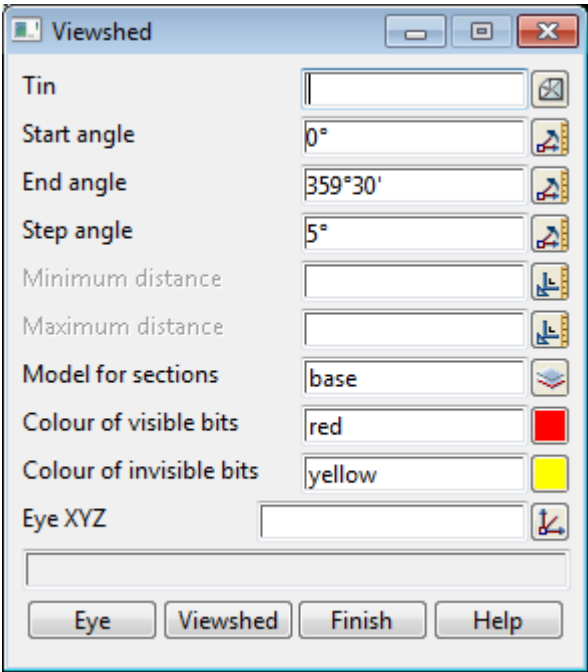 Viewshed
Tin
Start angle 0°
End angle 359°30'
Step angle 5°
Minimum distance
Maximum distance
Model for sections base
Colour of visible bits red
Colour of invisible bits yellow
Eye XYZ
Eye Viewshed Finish Help